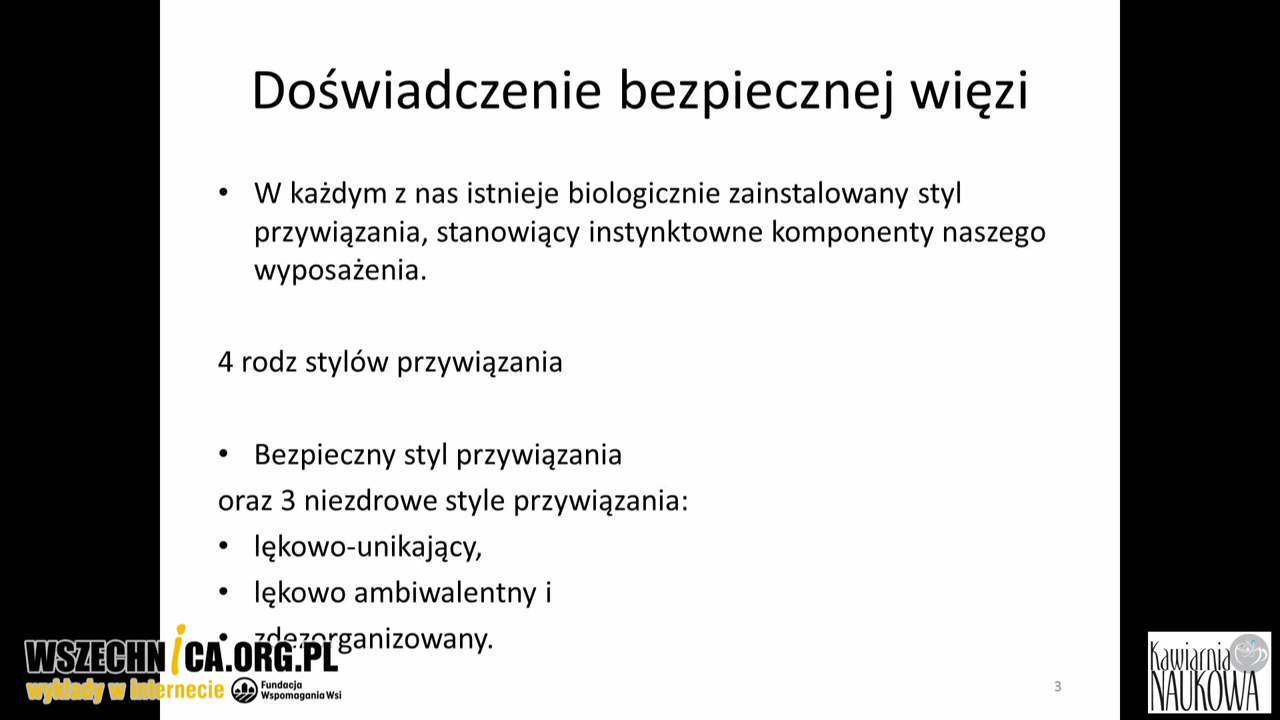 Doświadczenie bezpiecznej więzi
• W każdym z nas istnieje biologicznie zainstalowany styl
przywiązania, stanowiący instynktowne komponenty naszego
wyposażenia.
4 rodz stylów przywiązania
• Bezpieczny styl przywiązania
oraz 3 niezdrowe style przywiązania:
• lękowo-unikający,
• lękowo ambiwalentny i
• zdezorganizowany.
WSZECHNiCA.ORG.PL
wykłady w internecie
Fundacja
Wspomagania Wsi
3
Kawiarnia
NAUKOWA